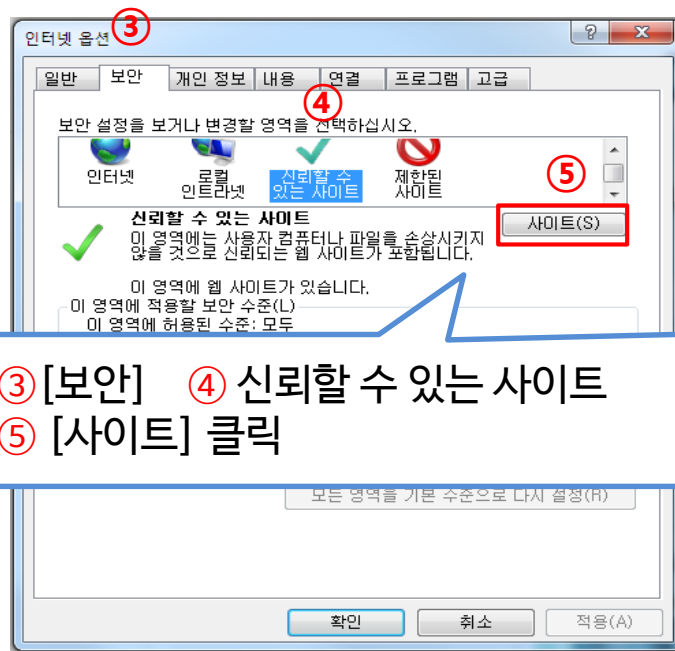 인터넷 옵션 ③
일반 보안 개인 정보 내용 연결 프로그램 고급
④
보안 설정을 보거나 변경할 영역을 선택하십시오.
인터넷 로컬 인트라넷 신뢰할 수 있는 사이트 제한된 사이트
⑤
신뢰할 수 있는 사이트
사이트(S)
이 영역에는 사용자 컴퓨터나 파일을 손상시키지
않을 것으로 신뢰되는 웹 사이트가 포함됩니다.
이 영역에 웹 사이트가 있습니다.
이 영역에 적용할 보안 수준(L)
이 영역에 허용된 수준: 모두
③ [보안] ④ 신뢰할 수 있는 사이트
⑤ [사이트] 클릭
모든 영역을 기본 수준으로 다시 설정(R)
확인 취소 적용(A)